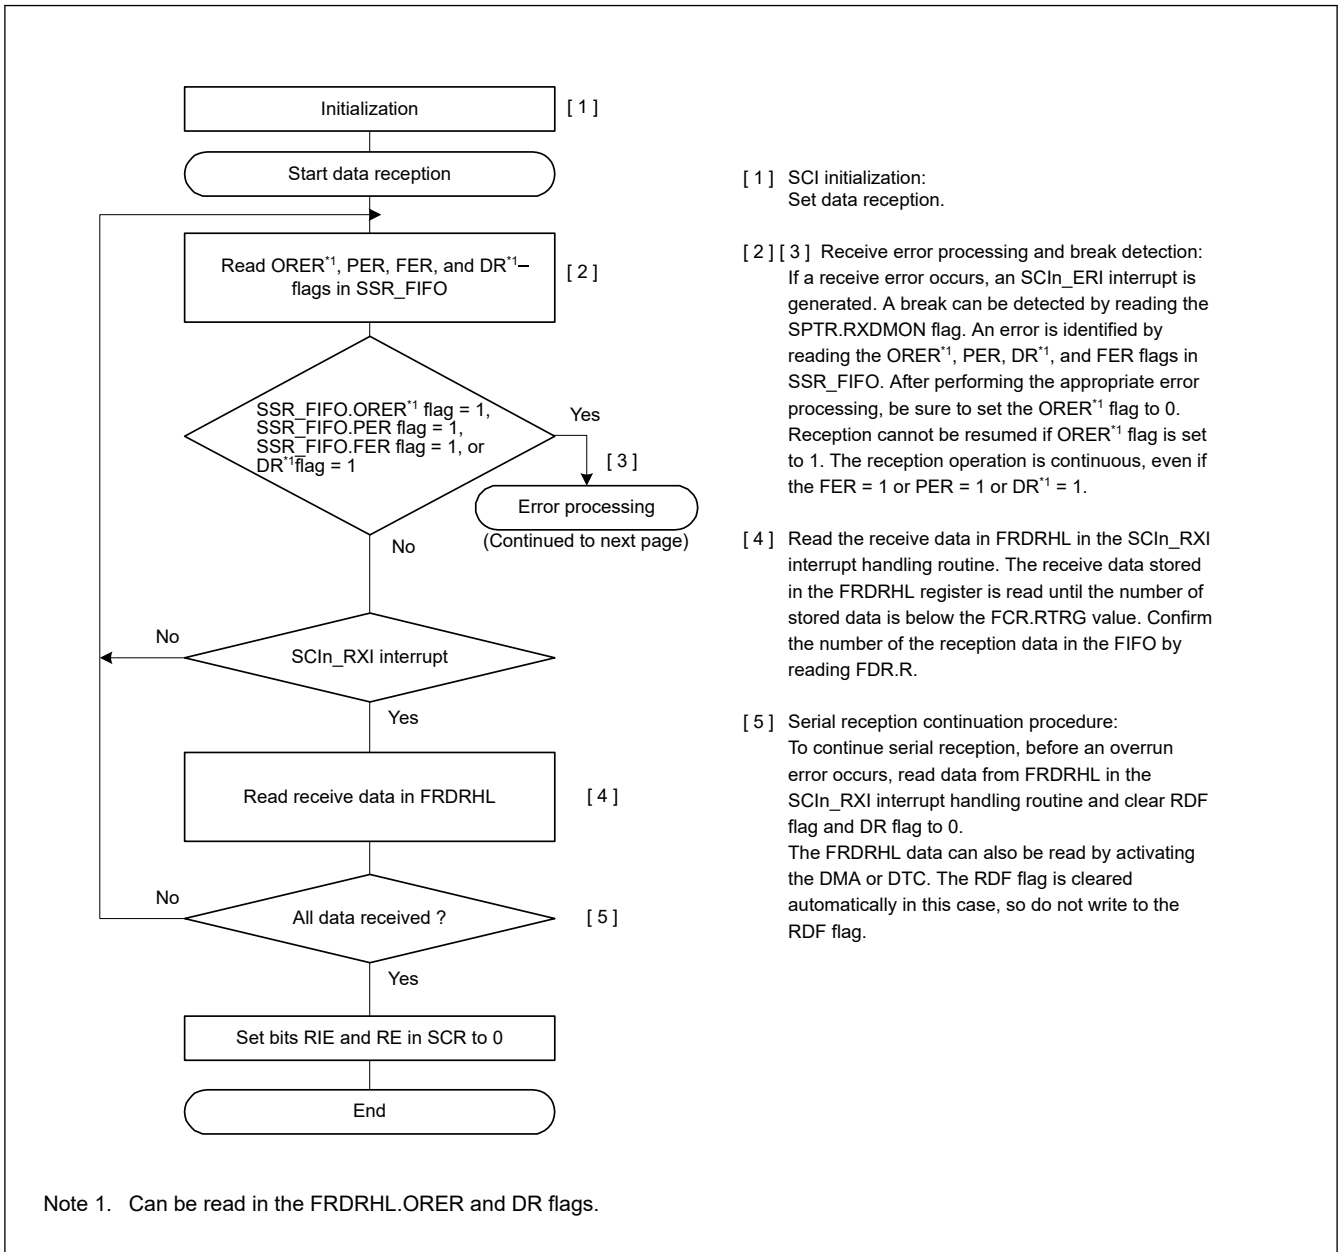 Initialization
[ 1 ]
Start data reception
Read ORER*1, PER, FER, and DR*1–
flags in SSR_FIFO
[ 2 ]
SSR_FIFO.ORER*1 flag = 1,
SSR_FIFO.PER flag = 1,
SSR_FIFO.FER flag = 1, or
DR*1flag = 1
Yes
[ 3 ]
Error processing
(Continued to next page)
No
SCIn_RXI interrupt
No
Yes
Read receive data in FRDRHL
[ 4 ]
No
All data received ?
[ 5 ]
Yes
Set bits RIE and RE in SCR to 0
End
[ 1 ] SCI initialization:
Set data reception.
[ 2 ] [ 3 ] Receive error processing and break detection:
If a receive error occurs, an SCIn_ERI interrupt is
generated. A break can be detected by reading the
SPTR.RXDMON flag. An error is identified by
reading the ORER*1, PER, DR*1, and FER flags in
SSR_FIFO. After performing the appropriate error
processing, be sure to set the ORER*1 flag to 0.
Reception cannot be resumed if ORER*1 flag is set
to 1. The reception operation is continuous, even if
the FER = 1 or PER = 1 or DR*1 = 1.
[ 4 ] Read the receive data in FRDRHL in the SCIn_RXI
interrupt handling routine. The receive data stored
in the FRDRHL register is read until the number of
stored data is below the FCR.RTRG value. Confirm
the number of the reception data in the FIFO by
reading FDR.R.
[ 5 ] Serial reception continuation procedure:
To continue serial reception, before an overrun
error occurs, read data from FRDRHL in the
SCIn_RXI interrupt handling routine and clear RDF
flag and DR flag to 0.
The FRDRHL data can also be read by activating
the DMA or DTC. The RDF flag is cleared
automatically in this case, so do not write to the
RDF flag.
Note 1. Can be read in the FRDRHL.ORER and DR flags.